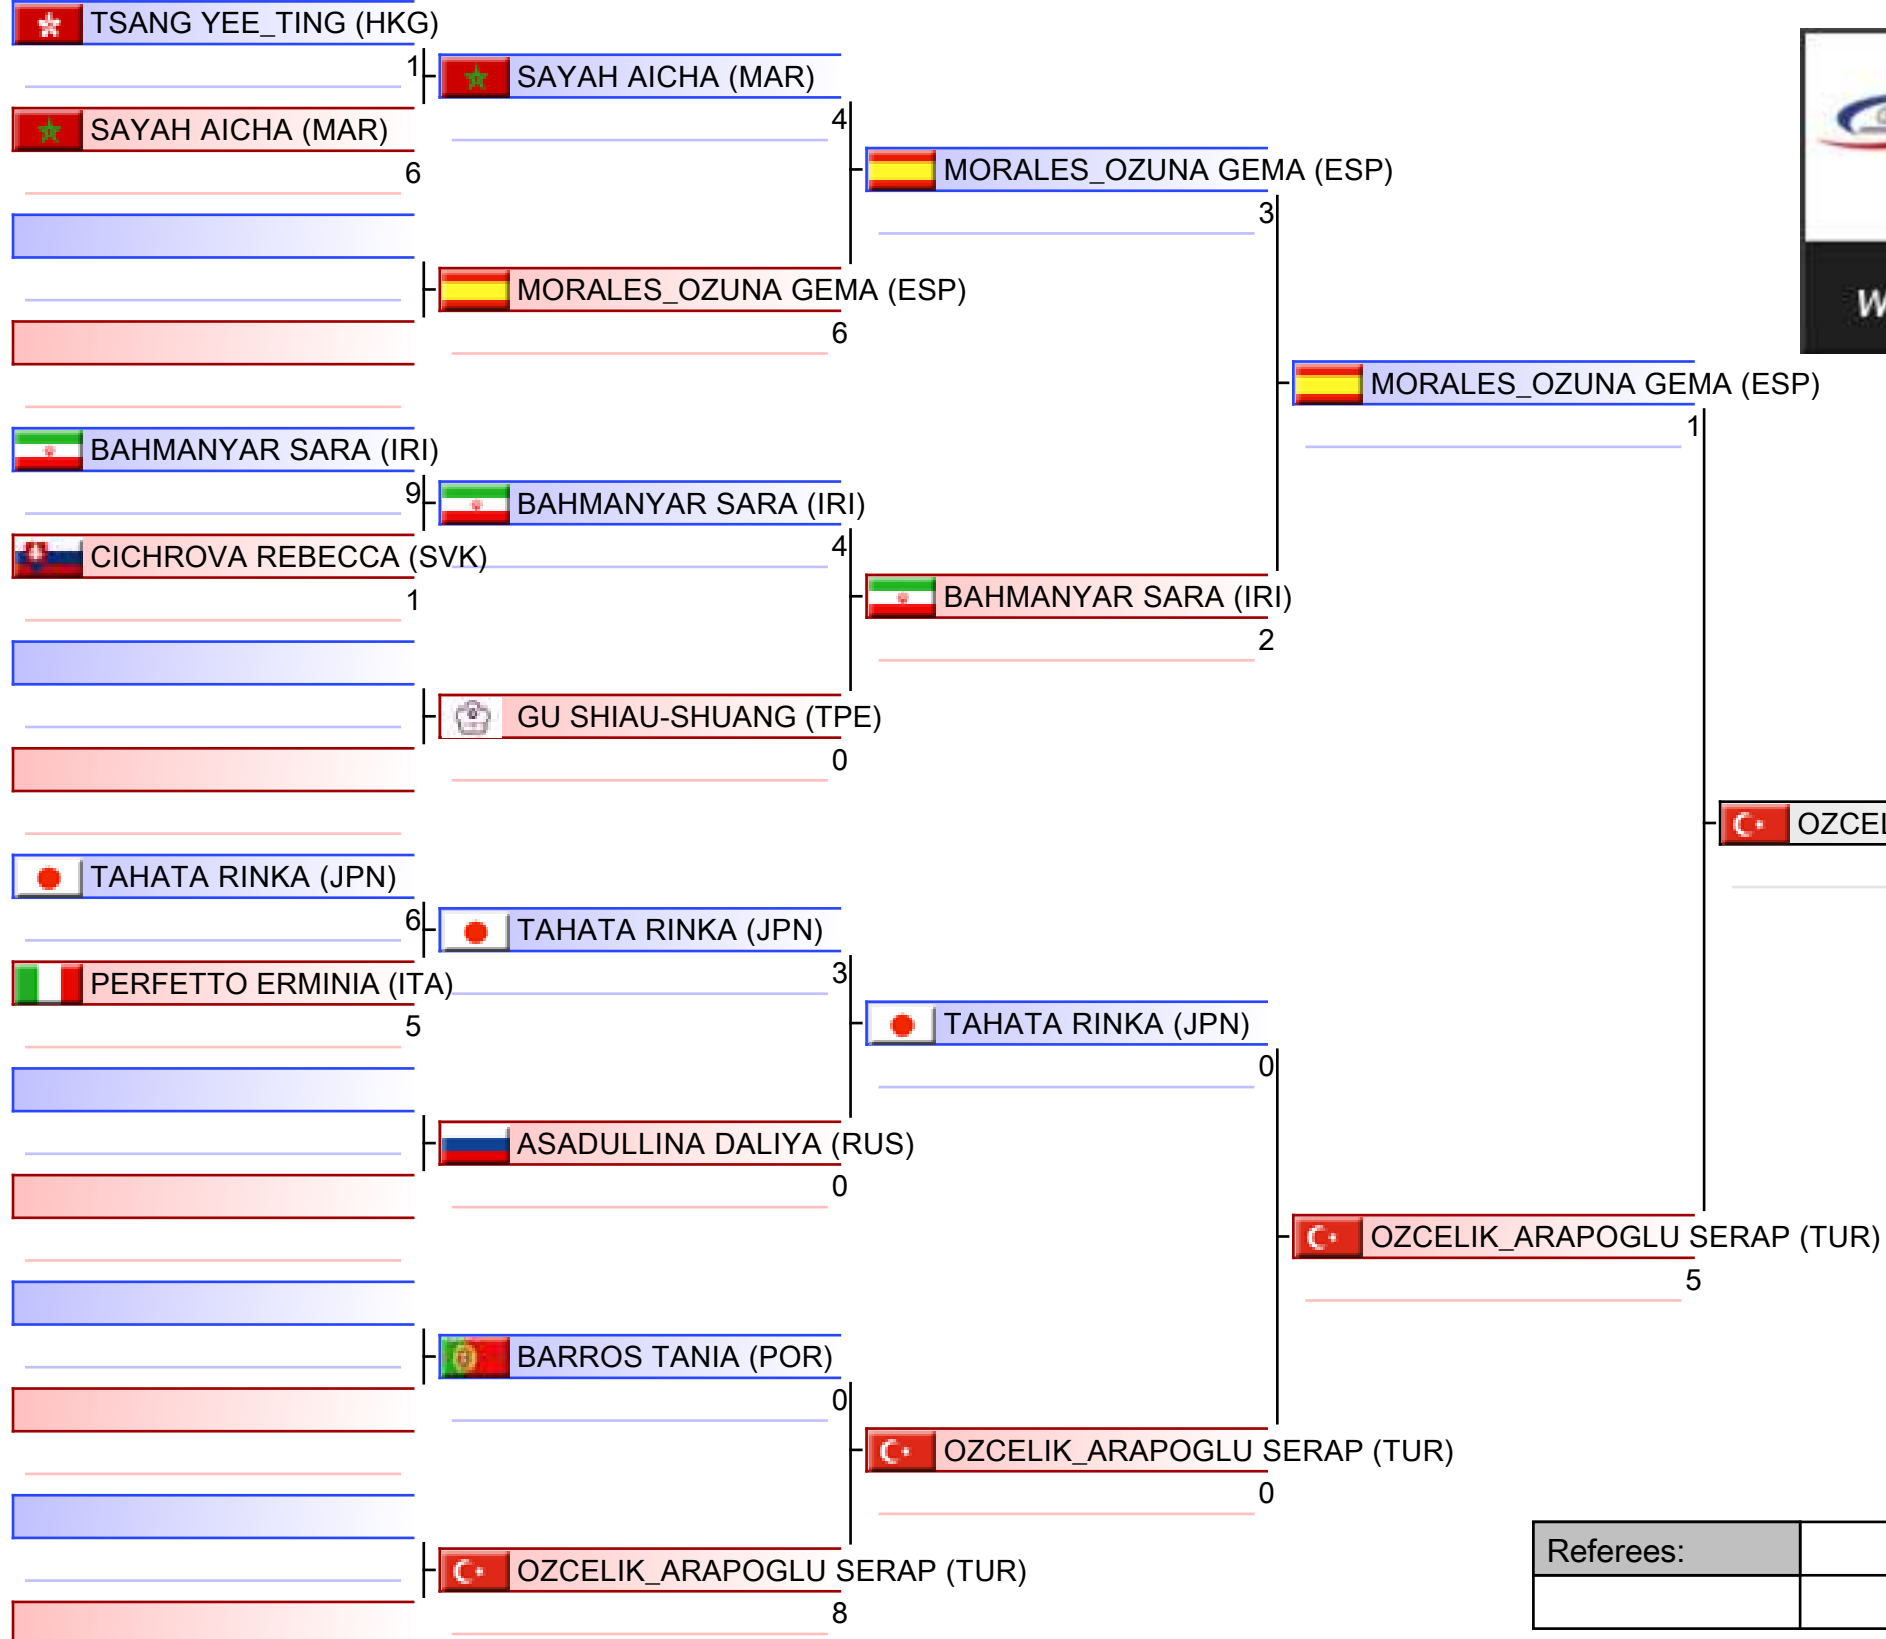 TSANG YEE_TING (HKG)
1
SAYAH AICHA (MAR)
SAYAH AICHA (MAR)
4
6
MORALES_OZUNA GEMA (ESP)
3
MORALES_OZUNA GEMA (ESP)
6
W
MORALES_OZUNA GEMA (ESP)
1
BAHMANYAR SARA (IRI)
9
BAHMANYAR SARA (IRI)
4
CICHROVA REBECCA (SVK)
1
BAHMANYAR SARA (IRI)
2
GU SHIAU-SHUANG (TPE)
0
OZCEL
TAHATA RINKA (JPN)
6
TAHATA RINKA (JPN)
3
PERFETTO ERMINIA (ITA)
5
TAHATA RINKA (JPN)
0
ASADULLINA DALIYA (RUS)
0
OZCELIK_ARAPOGLU SERAP (TUR)
5
BARROS TANIA (POR)
0
OZCELIK_ARAPOGLU SERAP (TUR)
0
OZCELIK_ARAPOGLU SERAP (TUR)
8
Referees: